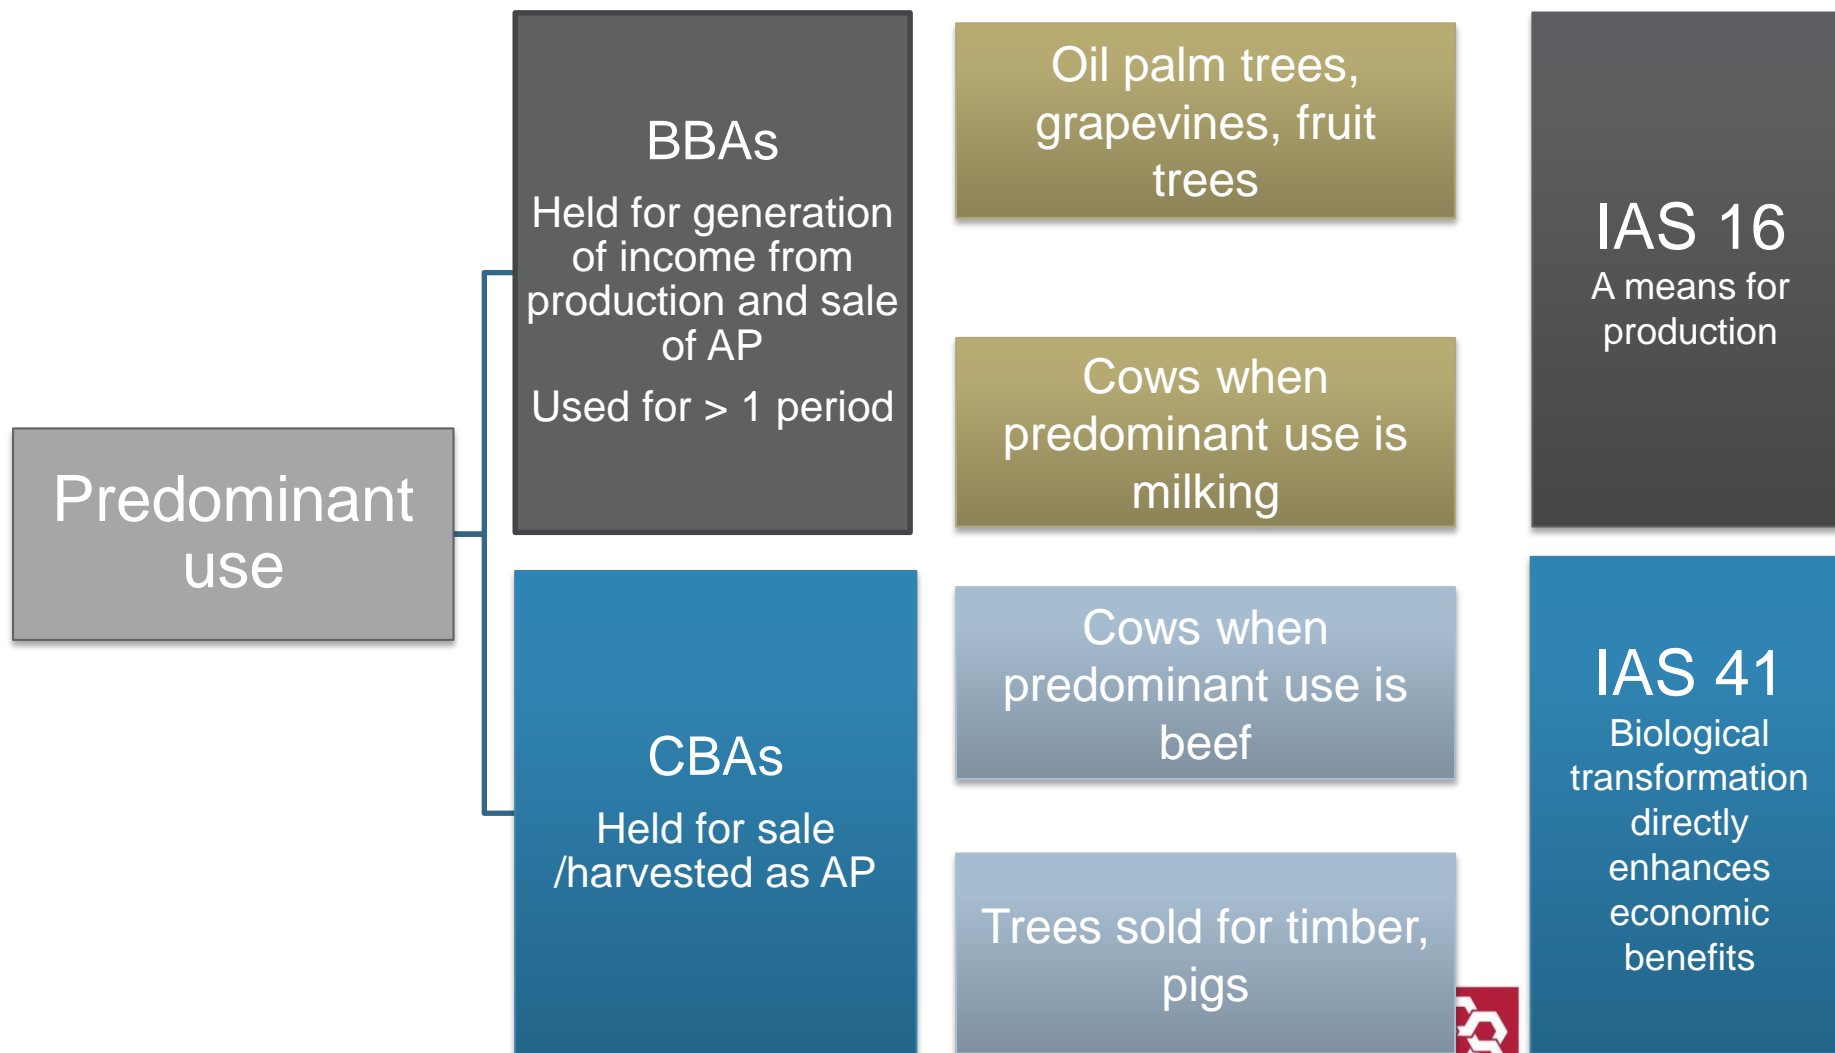 Predominant
use
BBAs
Held for generation
of income from
production and sale
of AP
Used for > 1 period
CBAs
Held for sale
/harvested as AP
Oil palm trees,
grapevines, fruit
trees
Cows when
predominant use is
milking
Cows when
predominant use is
beef
Trees sold for timber,
pigs
IAS 16
A means for
production
IAS 41
Biological
transformation
directly
enhances
economic
benefits